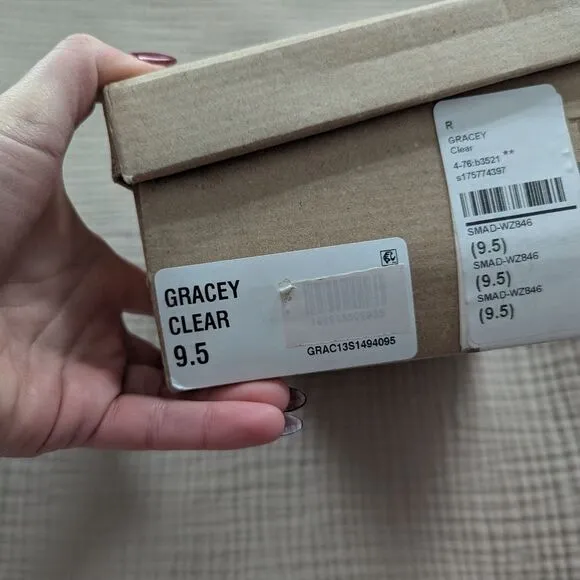 GRACEY
CLEAR
9.5
GRAC13S1494095
R
GRACEY
Clear
4-76:b3521 **
s175774397
SMAD-WZ846
(9.5)
SMAD-WZ846
(9.5)
SMAD-WZ846
(9.5)